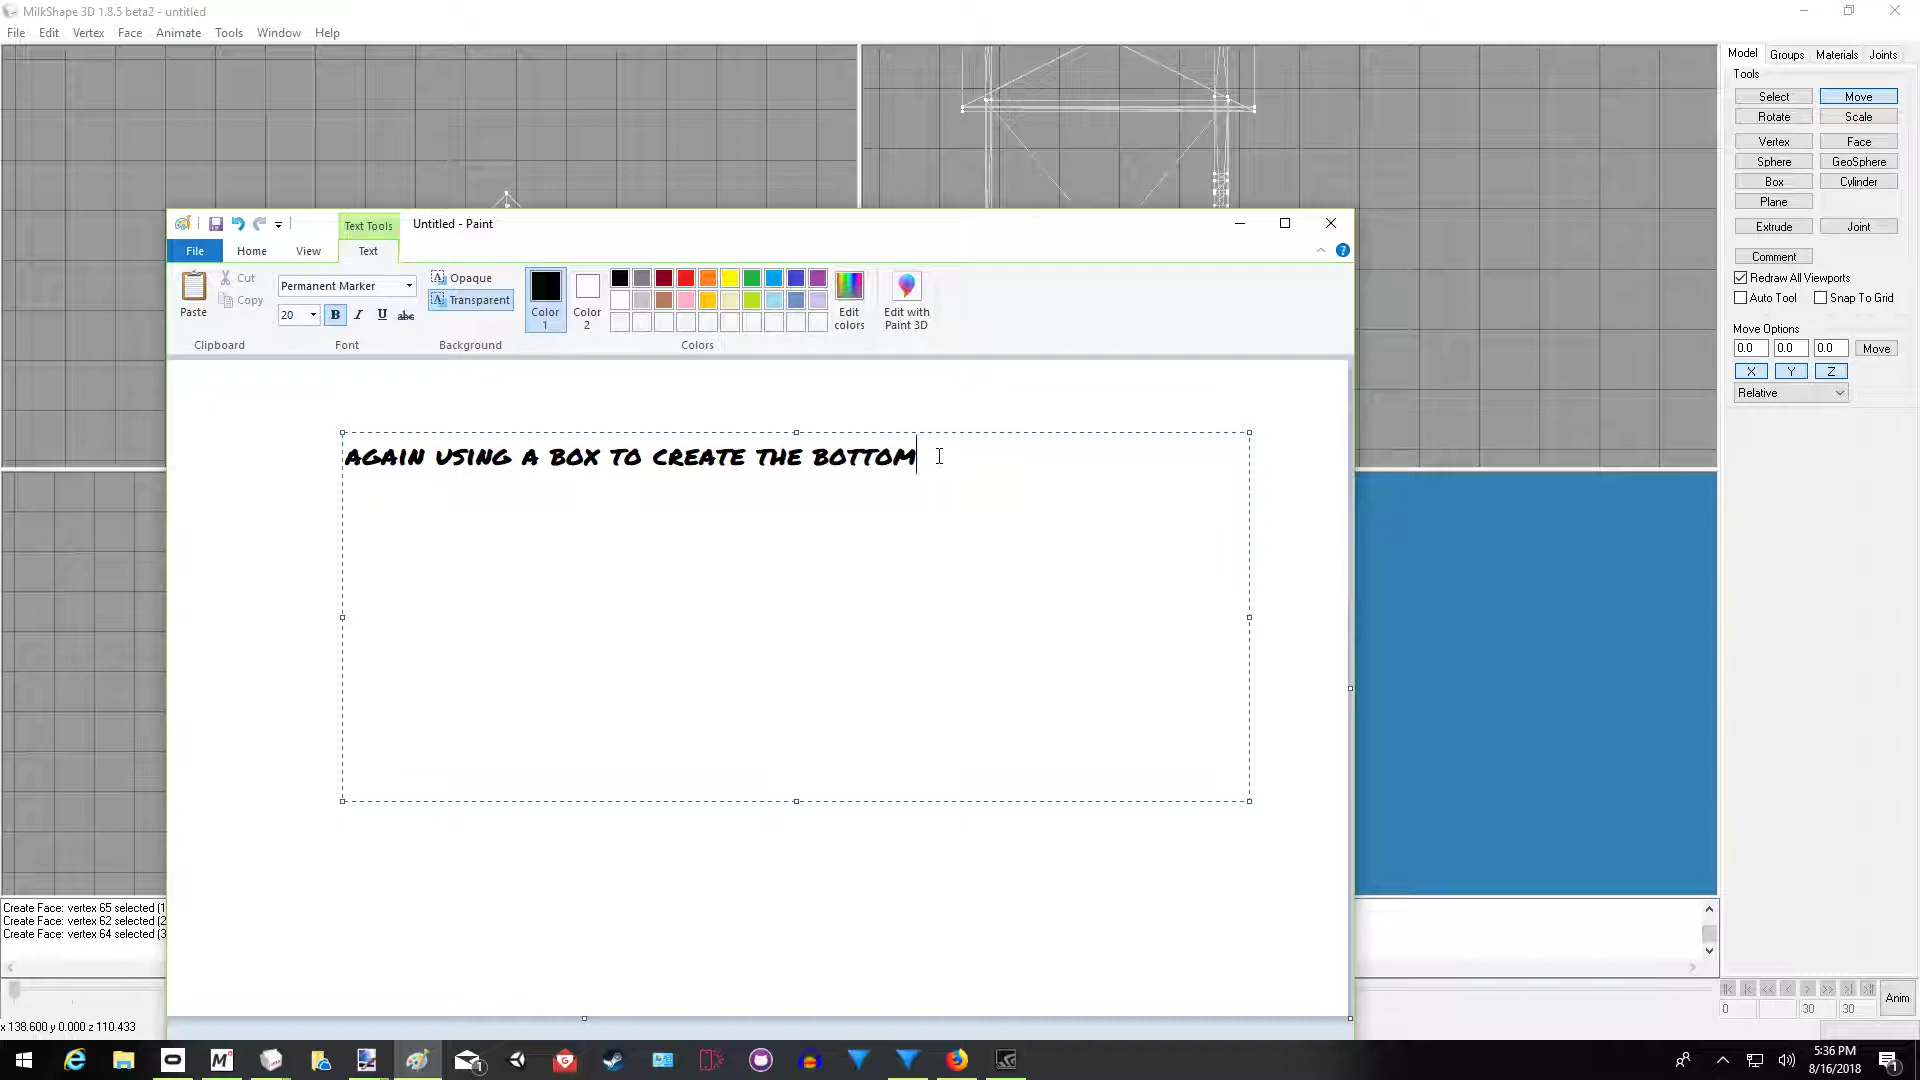 MilkShape 3D 1.8.5 beta2 - untitled
File Edit Vertex Face Animate Tools Window Help
Model Groups Materials Joints
Tools
Select Move
Rotate Scale
Vertex Face
Sphere GeoSphere
Box Cylinder
Plane
Extrude Joint
Comment
Redraw All Viewports
Auto Tool Snap To Grid
Move Options
0.0 0.0 0.0 Move
X Y Z
Relative
Text Tools Untitled - Paint
File Home View Text
Paste Cut Copy
Clipboard
Permanent Marker
20 B I U abc
Font
A Opaque
A Transparent
Background
Color 1
Color 2
Edit colors
Colors
Edit with Paint 3D
AGAIN USING A BOX TO CREATE THE BOTTOM
Create Face: vertex 65 selected (1
Create Face: vertex 62 selected (2
Create Face: vertex 64 selected (3
Anim
0 30 30
x 138.600 y 0.000 z 110.433
5:36 PM
8/16/2018